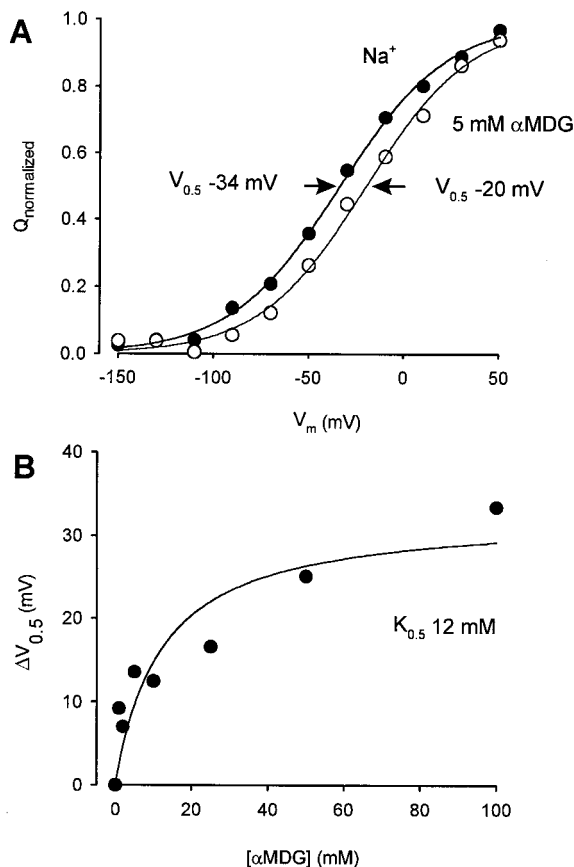 A
1.0
0.8
0.6
0.4
0.2
0.0
Q normalized
Na⁺
5 mM αMDG
V₀.₅ -34 mV
V₀.₅ -20 mV
-150
-100
-50
0
50
Vₘ (mV)
B
40
30
20
10
0
ΔV₀.₅ (mV)
K₀.₅ 12 mM
0
20
40
60
80
100
[αMDG] (mM)